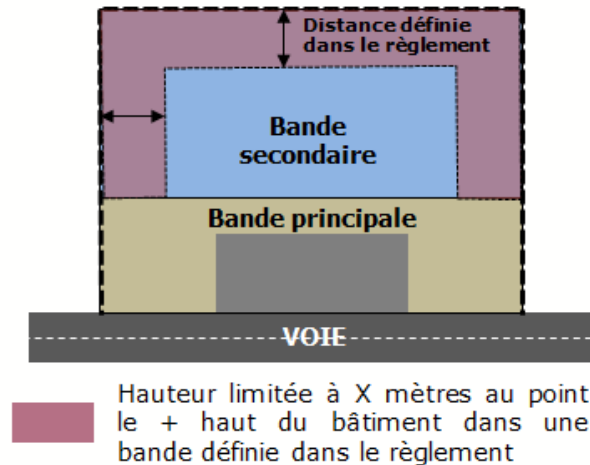 Distance définie
dans le règlement
Bande
secondaire
Bande principale
VOIE
Hauteur limitée à X mètres au point
le + haut du bâtiment dans une
bande définie dans le règlement